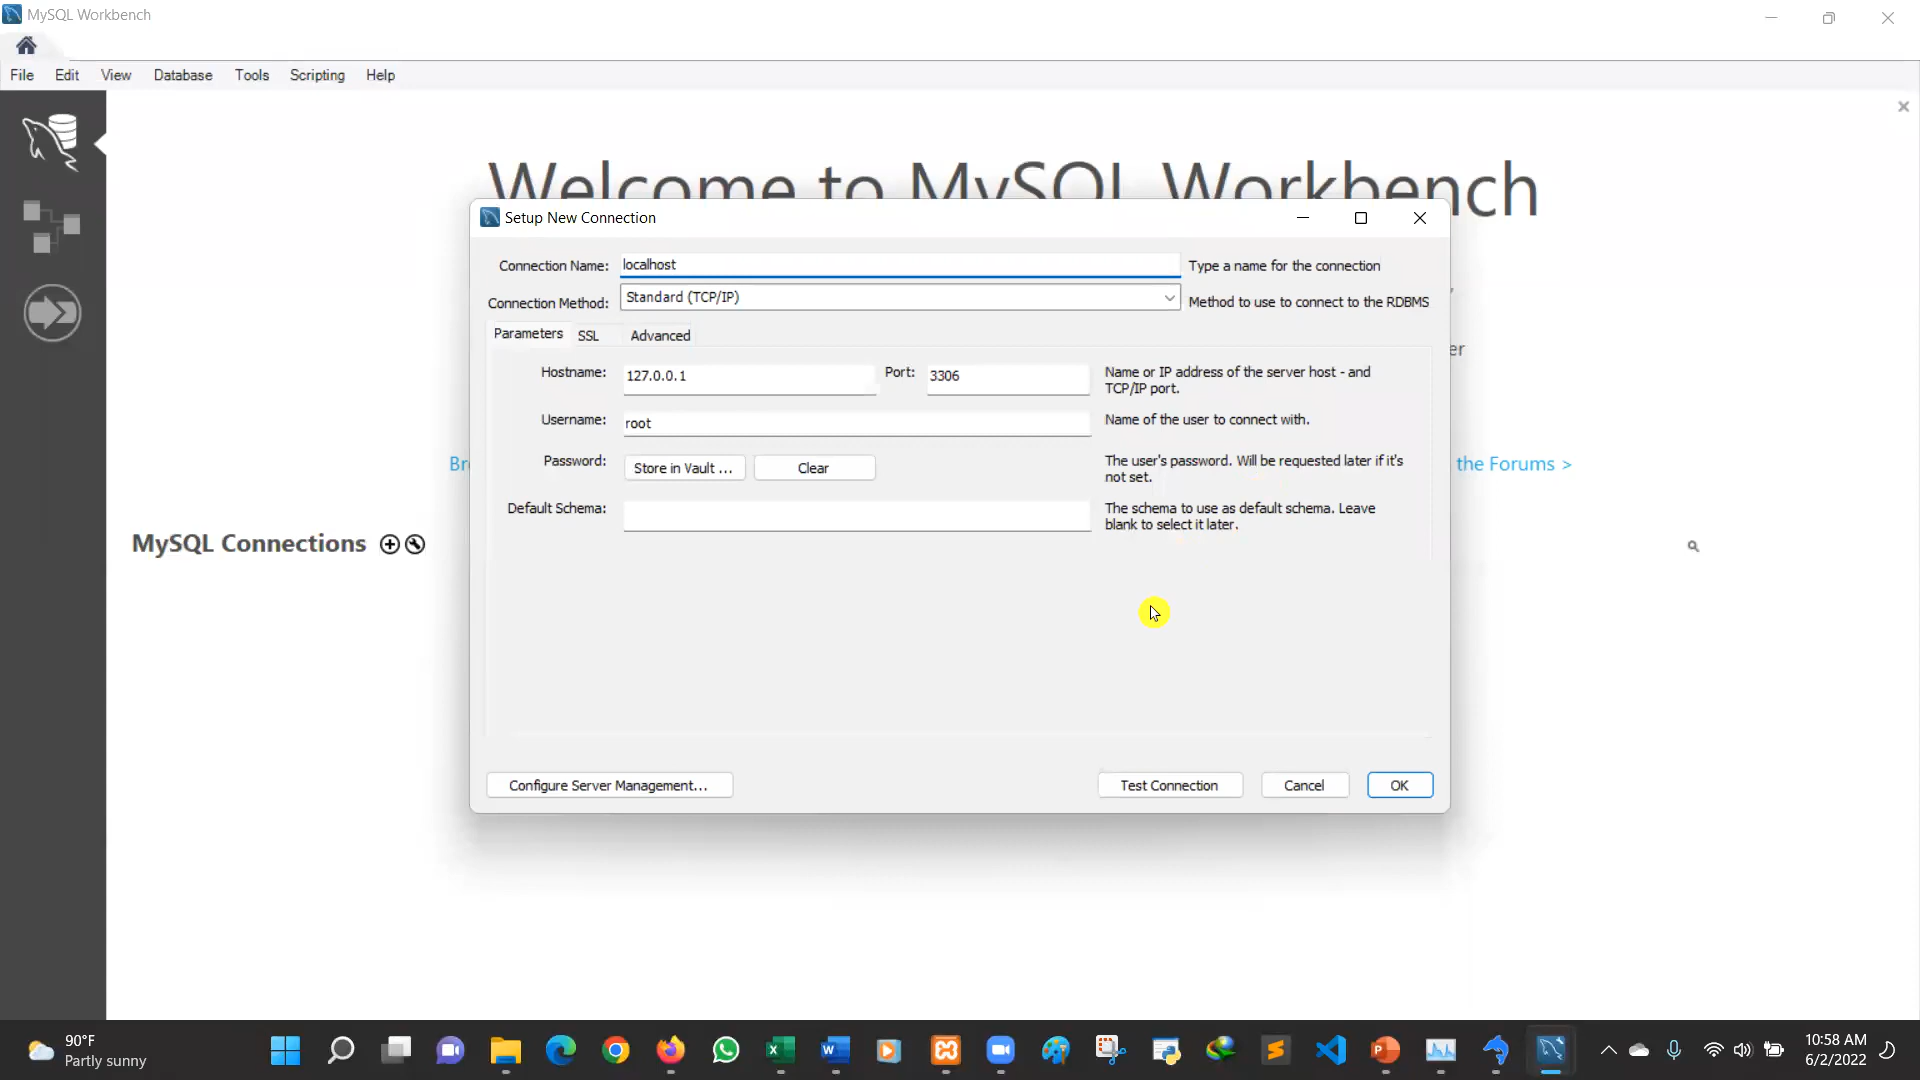 MySQL Workbench
File Edit View Database Tools Scripting Help
Welcome to MySQL Workbench
Setup New Connection
Connection Name: localhost Type a name for the connection
Connection Method: Standard (TCP/IP) Method to use to connect to the RDBMS
Parameters SSL Advanced
Hostname: 127.0.0.1 Port: 3306 Name or IP address of the server host - and
TCP/IP port.
Username: root Name of the user to connect with.
Password: Store in Vault ... Clear The user's password. Will be requested later if it's
not set.
Default Schema: The schema to use as default schema. Leave
blank to select it later.
er
Br
the Forums >
MySQL Connections
Configure Server Management... Test Connection Cancel OK
90°F
Partly sunny
10:58 AM
6/2/2022